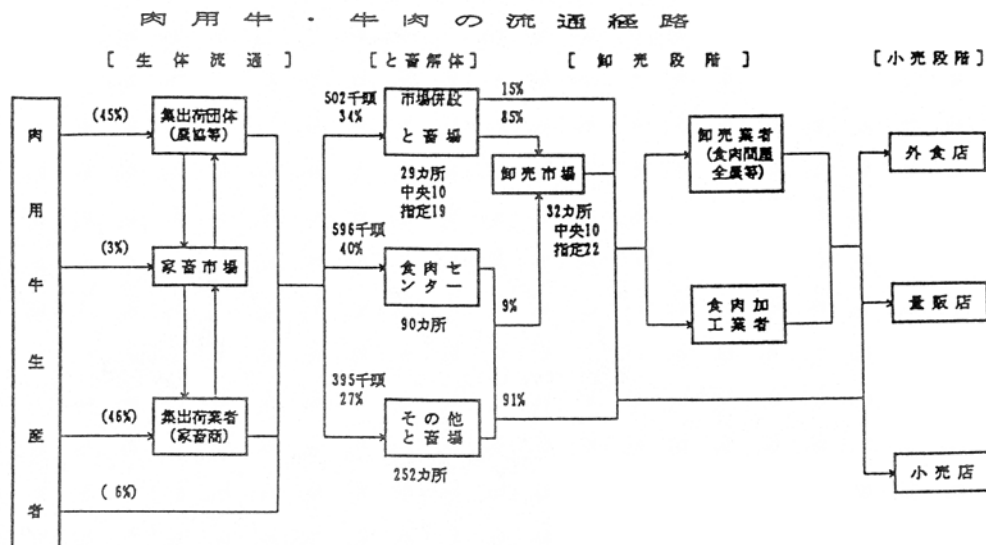 肉用牛・牛肉の流通経路
[生体流通]
[と畜解体]
[卸売段階]
[小売段階]
肉用牛生産者
(45%)
集出荷団体
(農協等)
(3%)
家畜市場
(46%)
集出荷業者
(家畜商)
( 6%)
502千頭
34%
市場併設
と畜場
29カ所
中央10
指定19
596千頭
40%
食肉セ
ンター
90カ所
395千頭
27%
その他
と畜場
252カ所
15%
85%
卸売市場
32カ所
中央10
指定22
9%
91%
卸売業者
(食肉問屋
全農等)
食肉加
工業者
外食店
量販店
小売店